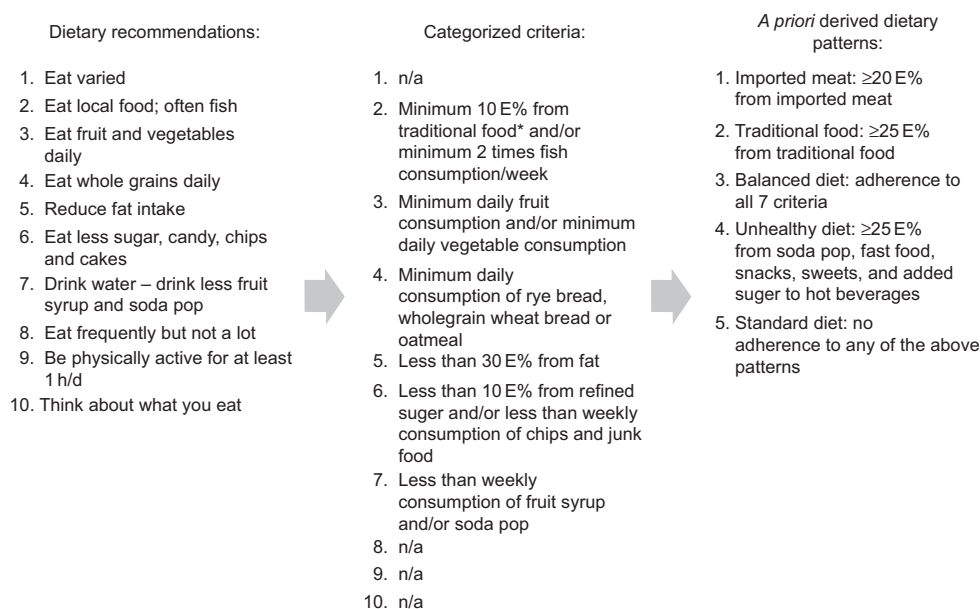 Dietary recommendations:
1. Eat varied
2. Eat local food; often fish
3. Eat fruit and vegetables
daily
4. Eat whole grains daily
5. Reduce fat intake
6. Eat less sugar, candy, chips
and cakes
7. Drink water – drink less fruit
syrup and soda pop
8. Eat frequently but not a lot
9. Be physically active for at least
1 h/d
10. Think about what you eat
Categorized criteria:
1. n/a
2. Minimum 10 E% from
traditional food* and/or
minimum 2 times fish
consumption/week
3. Minimum daily fruit
consumption and/or minimum
daily vegetable consumption
4. Minimum daily
consumption of rye bread,
wholegrain wheat bread or
oatmeal
5. Less than 30 E% from fat
6. Less than 10 E% from refined
suger and/or less than weekly
consumption of chips and junk
food
7. Less than weekly
consumption of fruit syrup
and/or soda pop
8. n/a
9. n/a
10. n/a
A priori derived dietary
patterns:
1. Imported meat: ≥20 E%
from imported meat
2. Traditional food: ≥25 E%
from traditional food
3. Balanced diet: adherence to
all 7 criteria
4. Unhealthy diet: ≥25 E%
from soda pop, fast food,
snacks, sweets, and added
suger to hot beverages
5. Standard diet: no
adherence to any of the above
patterns